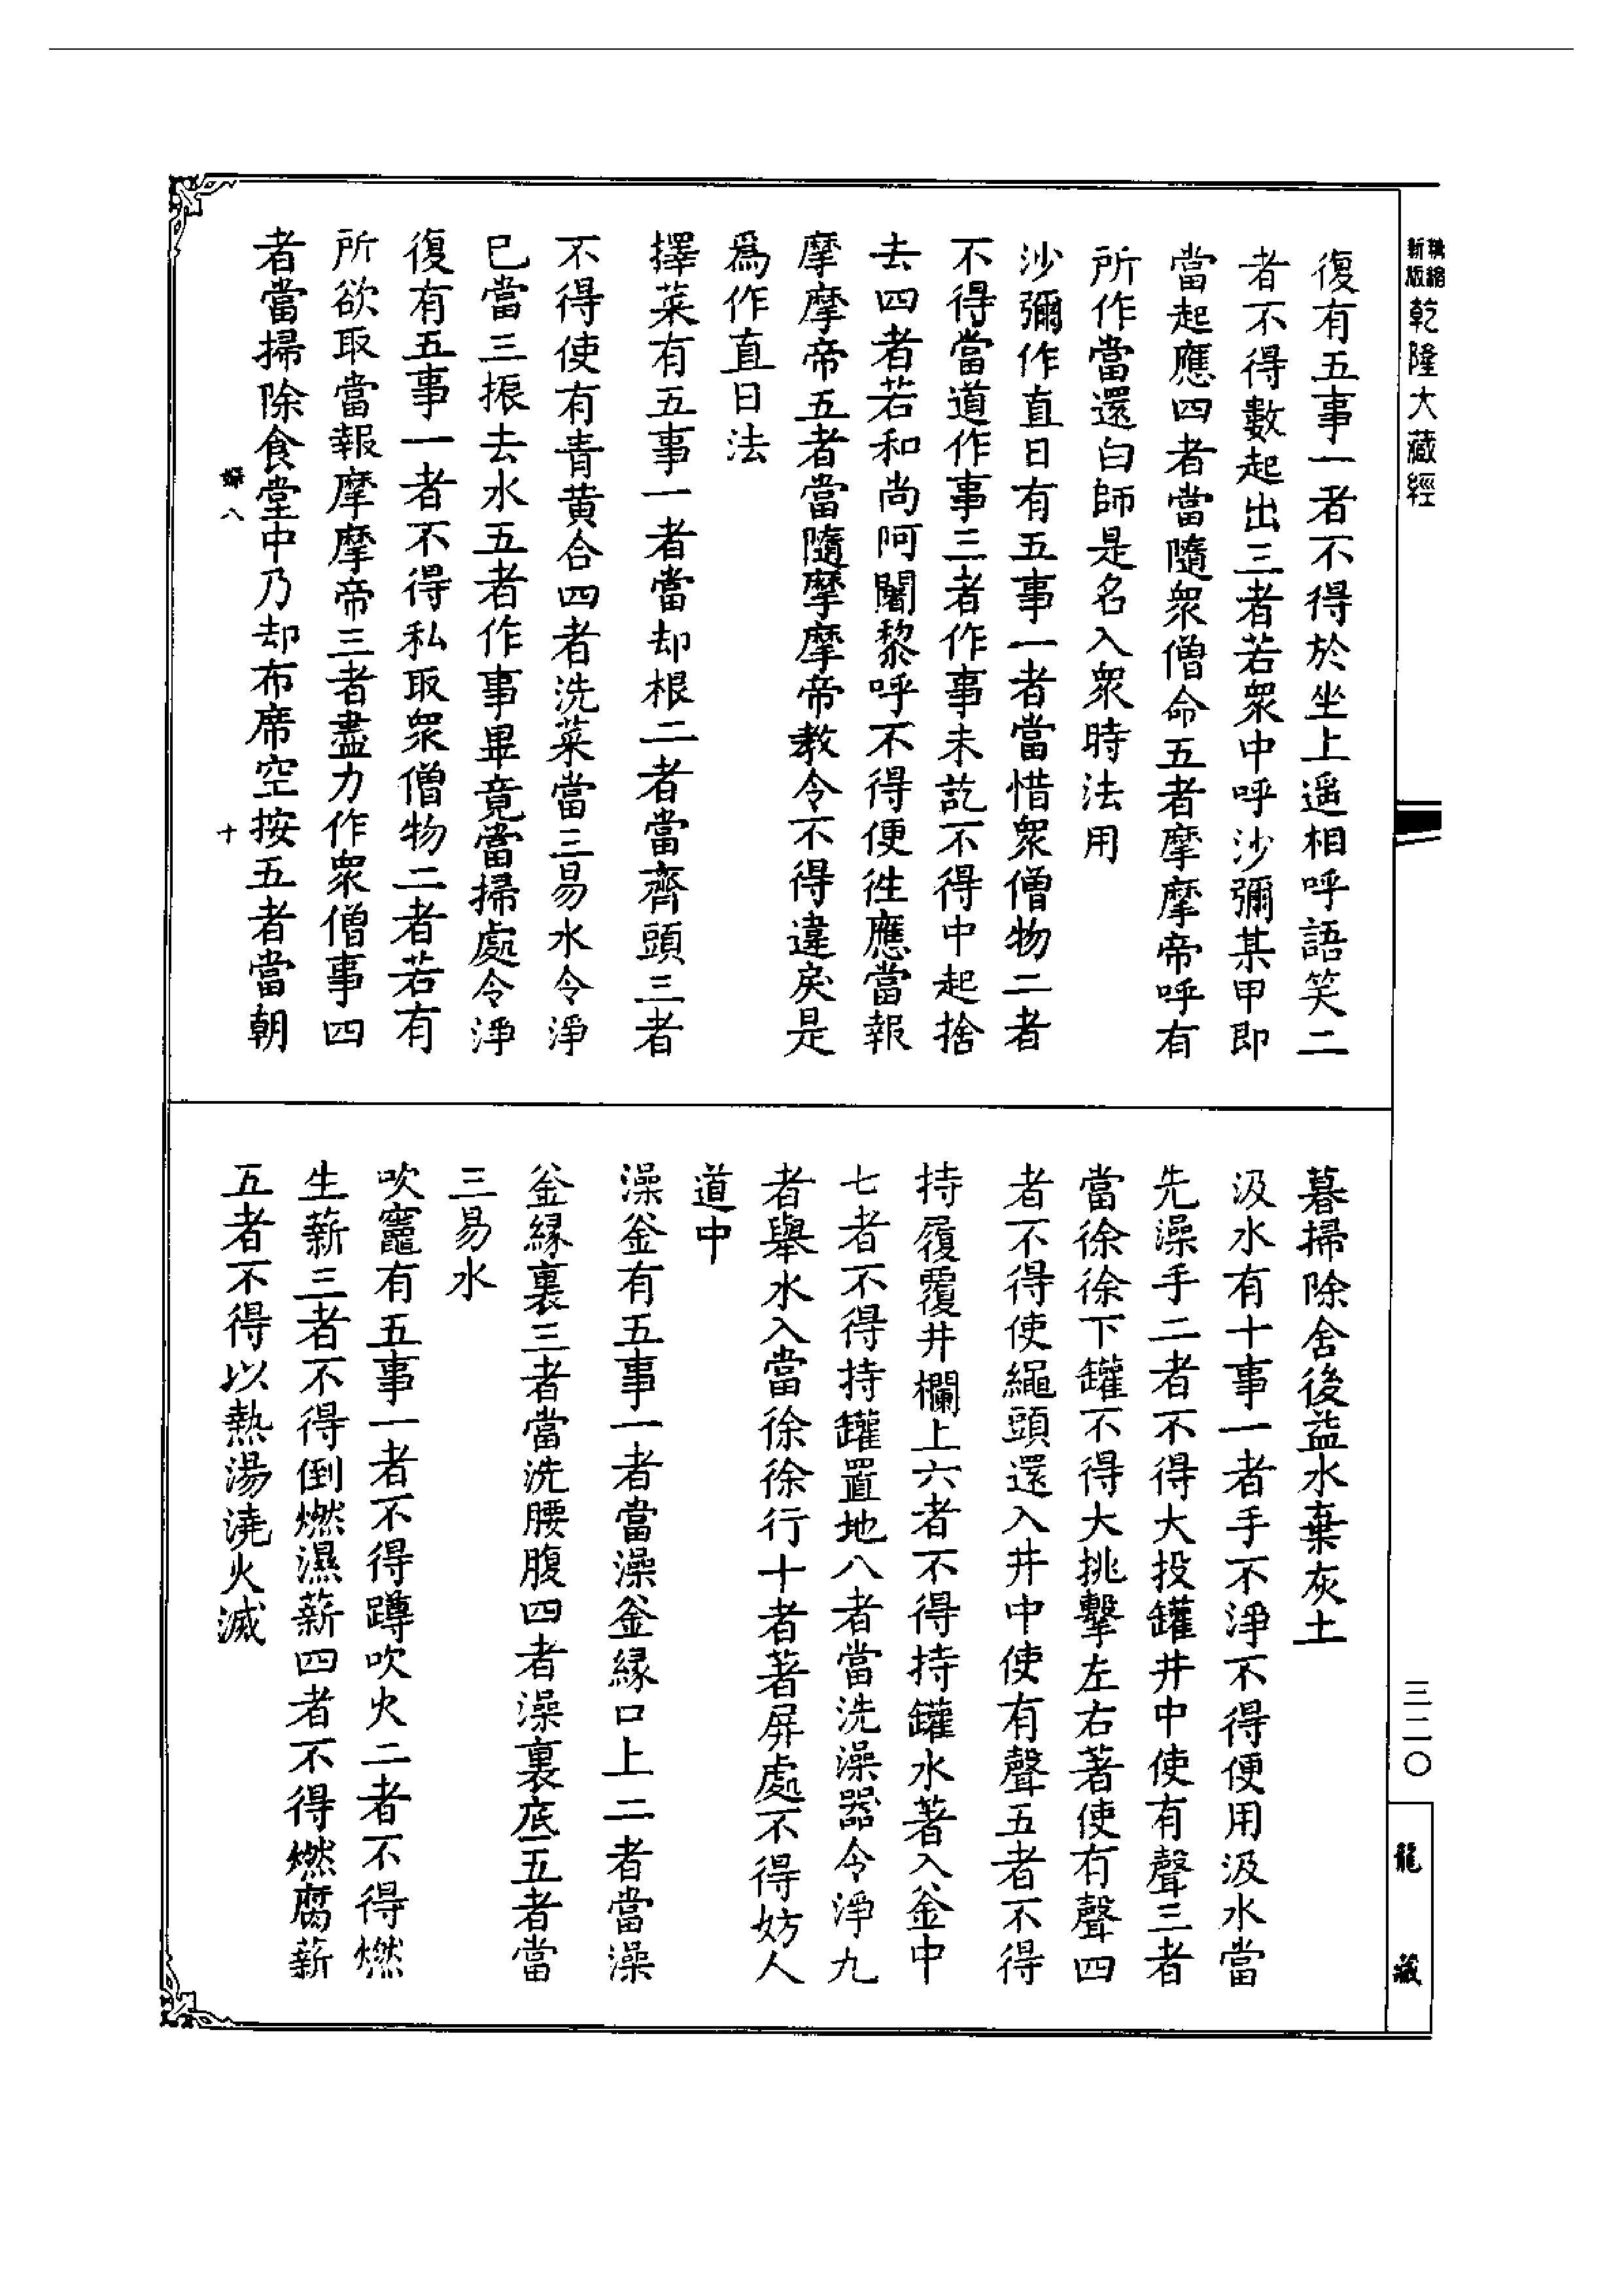 新版精縮乾隆大藏經
復有五事一者不得於坐上遥相呼語笑二
者不得數起出三者若衆中呼沙彌某甲即
當起應四者當隨衆僧命五者摩摩帝呼有
所作當還白師是名入衆時法用
沙彌作直日有五事一者當惜衆僧物二者
不得當道作事三者作事未訖不得中起捨
去四者若和尚阿闍黎呼不得便徃應當報
摩摩帝五者當隨摩摩帝教令不得違戾是
爲作直日法
擇菜有五事一者當却根二者當齊頭三者
不得使有青黄合四者洗菜當三易水令淨
已當三振去水五者作事畢竟當掃處令淨
復有五事一者不得私取衆僧物二者若有
所欲取當報摩摩帝三者盡力作衆僧事四
者當掃除食堂中乃却布席空按五者當朝
八
十
暮掃除舍後益水棄灰土
汲水有十事一者手不淨不得便用汲水當
先澡手二者不得大投罐井中使有聲三者
當徐徐下罐不得大挑擊左右著使有聲四
者不得使繩頭還入井中使有聲五者不得
持履覆井欄上六者不得持罐水著入釜中
七者不得持罐置地八者當洗澡器令淨九
者舉水入當徐徐行十者著屏處不得妨人
道中
澡釜有五事一者當澡釜緣口上二者當澡
釜緣裏三者當洗腰腹四者澡裏底五者當
三易水
吹竈有五事一者不得蹲吹火二者不得燃
生薪三者不得倒燃濕薪四者不得燃腐薪
五者不得以熱湯澆火滅
三二〇
龍藏